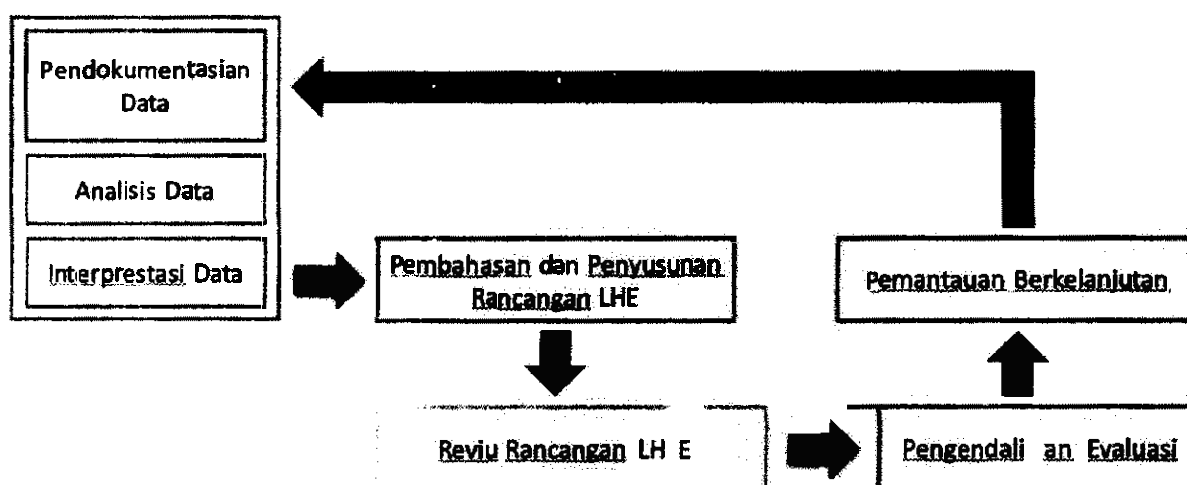 Pendokumentasian
Data
Analisis Data
Interprestasi Data
Pembahasan dan Penyusunan
Rancangan LHE
Pemantauan Berkelanjutan
Reviu Rancangan LH E
Pengendali an Evaluasi